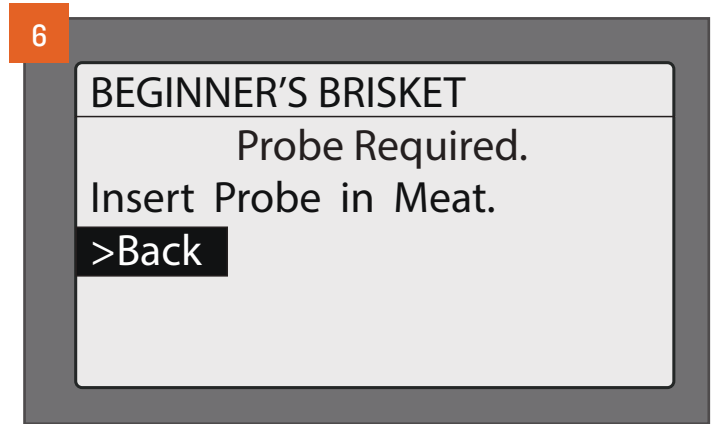 6
BEGINNER'S BRISKET
Probe Required.
Insert Probe in Meat.
>Back